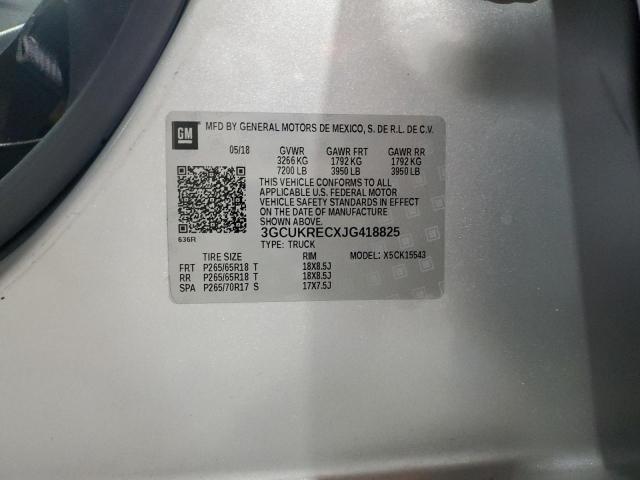 GM
MFD BY GENERAL MOTORS DE MEXICO, S. DE R.L. DE C.V.
05/18 GVWR GAWR FRT GAWR RR
3266 KG 1792 KG 1792 KG
7200 LB 3950 LB 3950 LB
THIS VEHICLE CONFORMS TO ALL
APPLICABLE U.S. FEDERAL MOTOR
VEHICLE SAFETY STANDARDS IN EFFECT
ON THE DATE OF MANUFACTURE
SHOWN ABOVE.
3GCUKRECXJG418825
636R
TYPE: TRUCK
TIRE SIZE RIM MODEL: X5CK15543
FRT P265/65R18 T 18X8.5J
RR P265/65R18 T 18X8.5J
SPA P265/70R17 S 17X7.5J